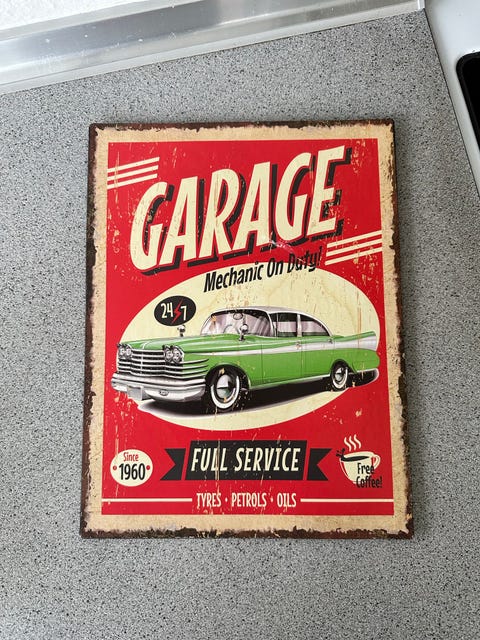 GARAGE
Mechanic On Duty!
24 7
FULL SERVICE
Since
1960
Free
Coffee!
TYRES · PETROLS · OILS